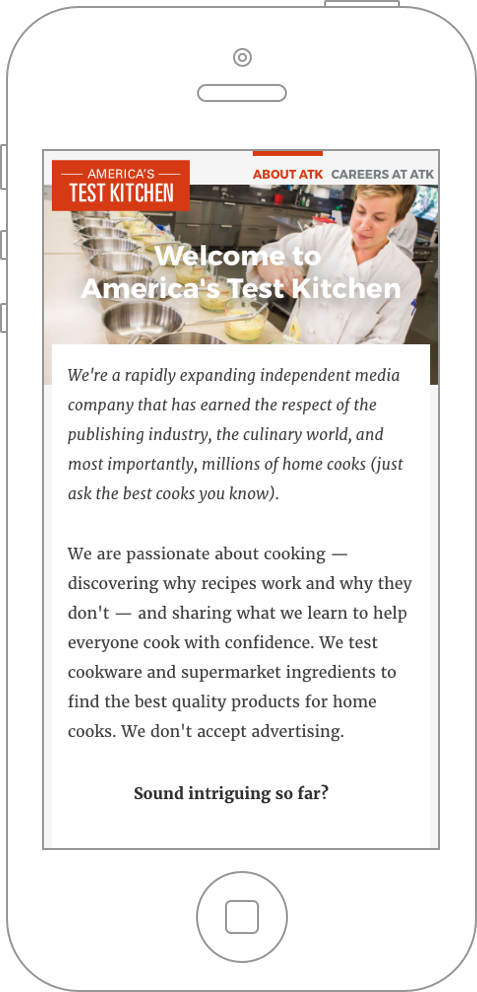 AMERICA'S
TEST KITCHEN
ABOUT ATK CAREERS AT ATK
Welcome to
America's Test Kitchen
We're a rapidly expanding independent media
company that has earned the respect of the
publishing industry, the culinary world, and
most importantly, millions of home cooks (just
ask the best cooks you know).
We are passionate about cooking —
discovering why recipes work and why they
don't — and sharing what we learn to help
everyone cook with confidence. We test
cookware and supermarket ingredients to
find the best quality products for home
cooks. We don't accept advertising.
Sound intriguing so far?